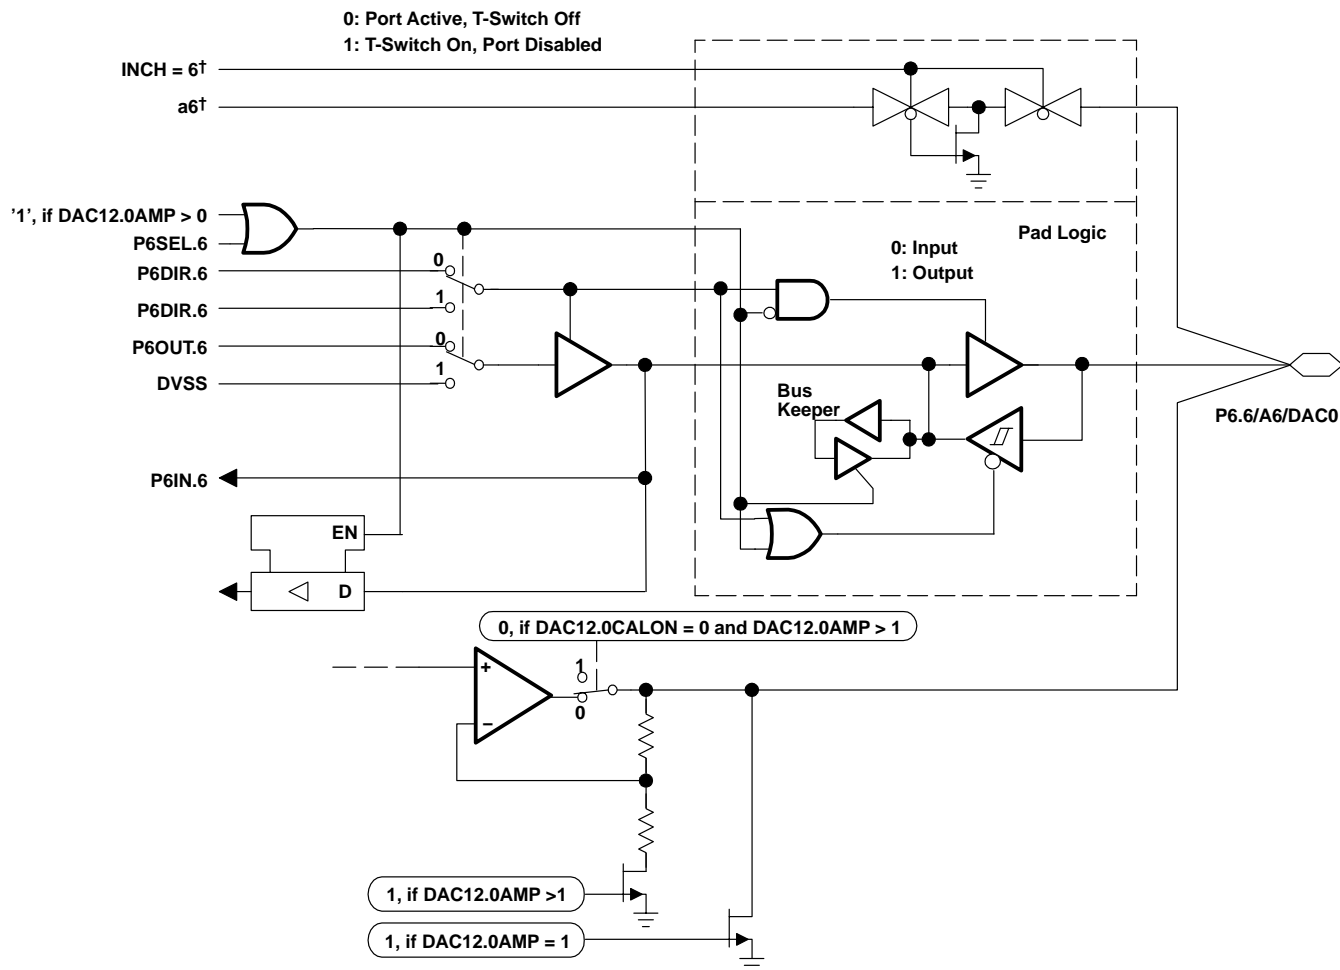 0: Port Active, T-Switch Off
1: T-Switch On, Port Disabled
INCH = 6†
a6†
'1', if DAC12.0AMP > 0
P6SEL.6
P6DIR.6
P6DIR.6
P6OUT.6
DVSS
0
1
0
1
Pad Logic
0: Input
1: Output
Bus
Keeper
P6.6/A6/DAC0
P6IN.6
EN
D
0, if DAC12.0CALON = 0 and DAC12.0AMP > 1
+
−
1
0
1, if DAC12.0AMP >1
1, if DAC12.0AMP = 1